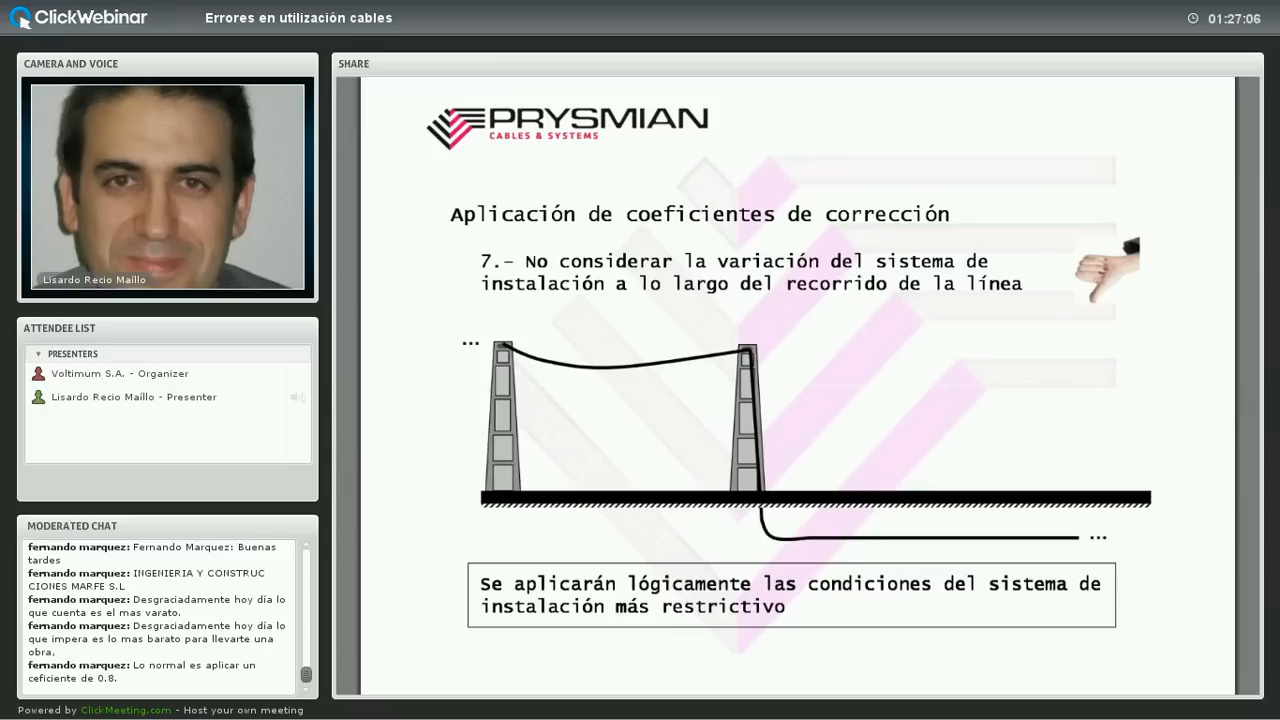 ClickWebinar
Errores en utilización cables
01:27:06
CAMERA AND VOICE
Lisardo Recio Maíllo
ATTENDEE LIST
PRESENTERS
Voltimum S.A. - Organizer
Lisardo Recio Maíllo - Presenter
MODERATED CHAT
fernando marquez: Fernando Marquez: Buenas
tardes
fernando marquez: INGENIERIA Y CONSTRUC
CIONES MARFE S.L
fernando marquez: Desgraciadamente hoy día lo
que cuenta es el mas varato.
fernando marquez: Desgraciadamente hoy día lo
que impera es lo mas barato para llevarte una
obra,
fernando marquez: Lo normal es aplicar un
ceficiente de 0.8.
SHARE
PRYSMIAN
CABLES & SYSTEMS
Aplicación de coeficientes de corrección
7.- No considerar la variación del sistema de
instalación a lo largo del recorrido de la línea
...
...
Se aplicarán lógicamente las condiciones del sistema de
instalación más restrictivo
Powered by ClickMeeting.com - Host your own meeting